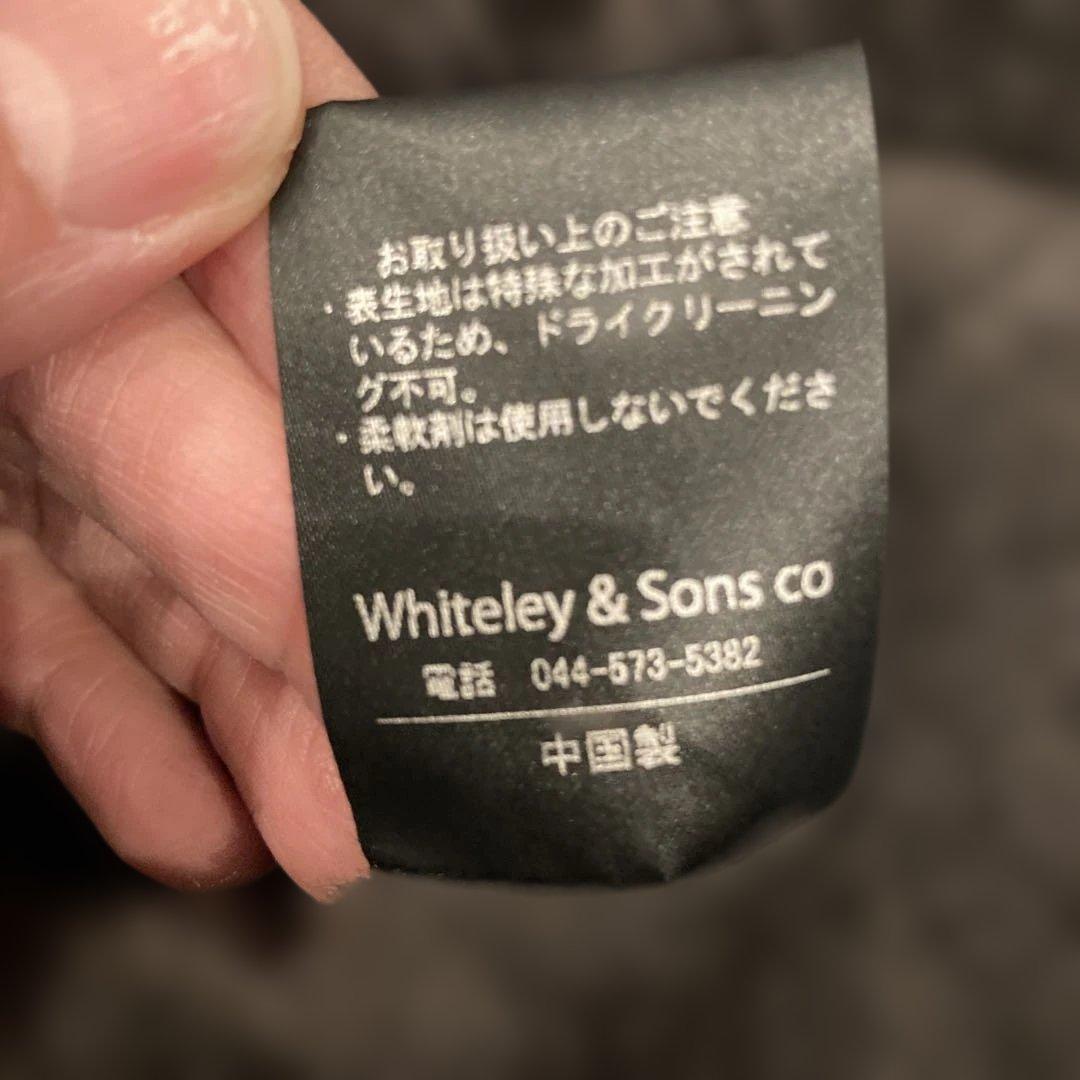 お取り扱い上のご注意
・表生地は特殊な加工がされて
いるため、ドライクリーニン
グ不可。
・柔軟剤は使用しないでくださ
い。
Whiteley & Sons co
電話 044-573-5382
中国製